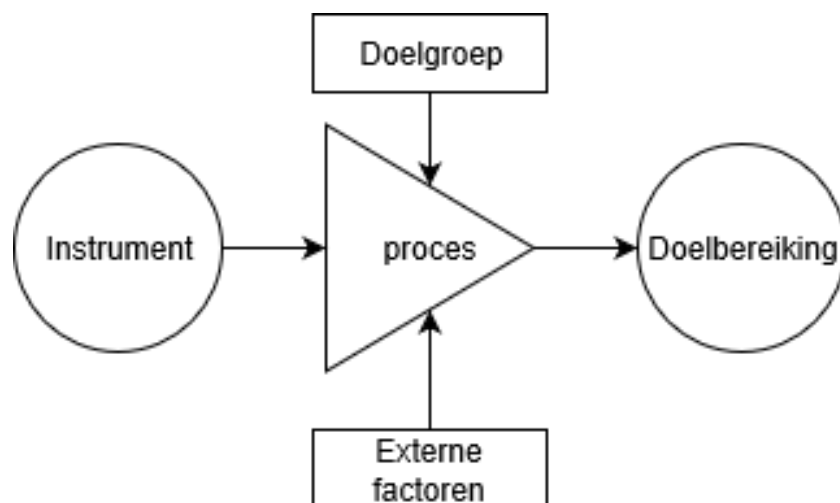 Doelgroep
Instrument
proces
Doelbereiking
Externe
factoren